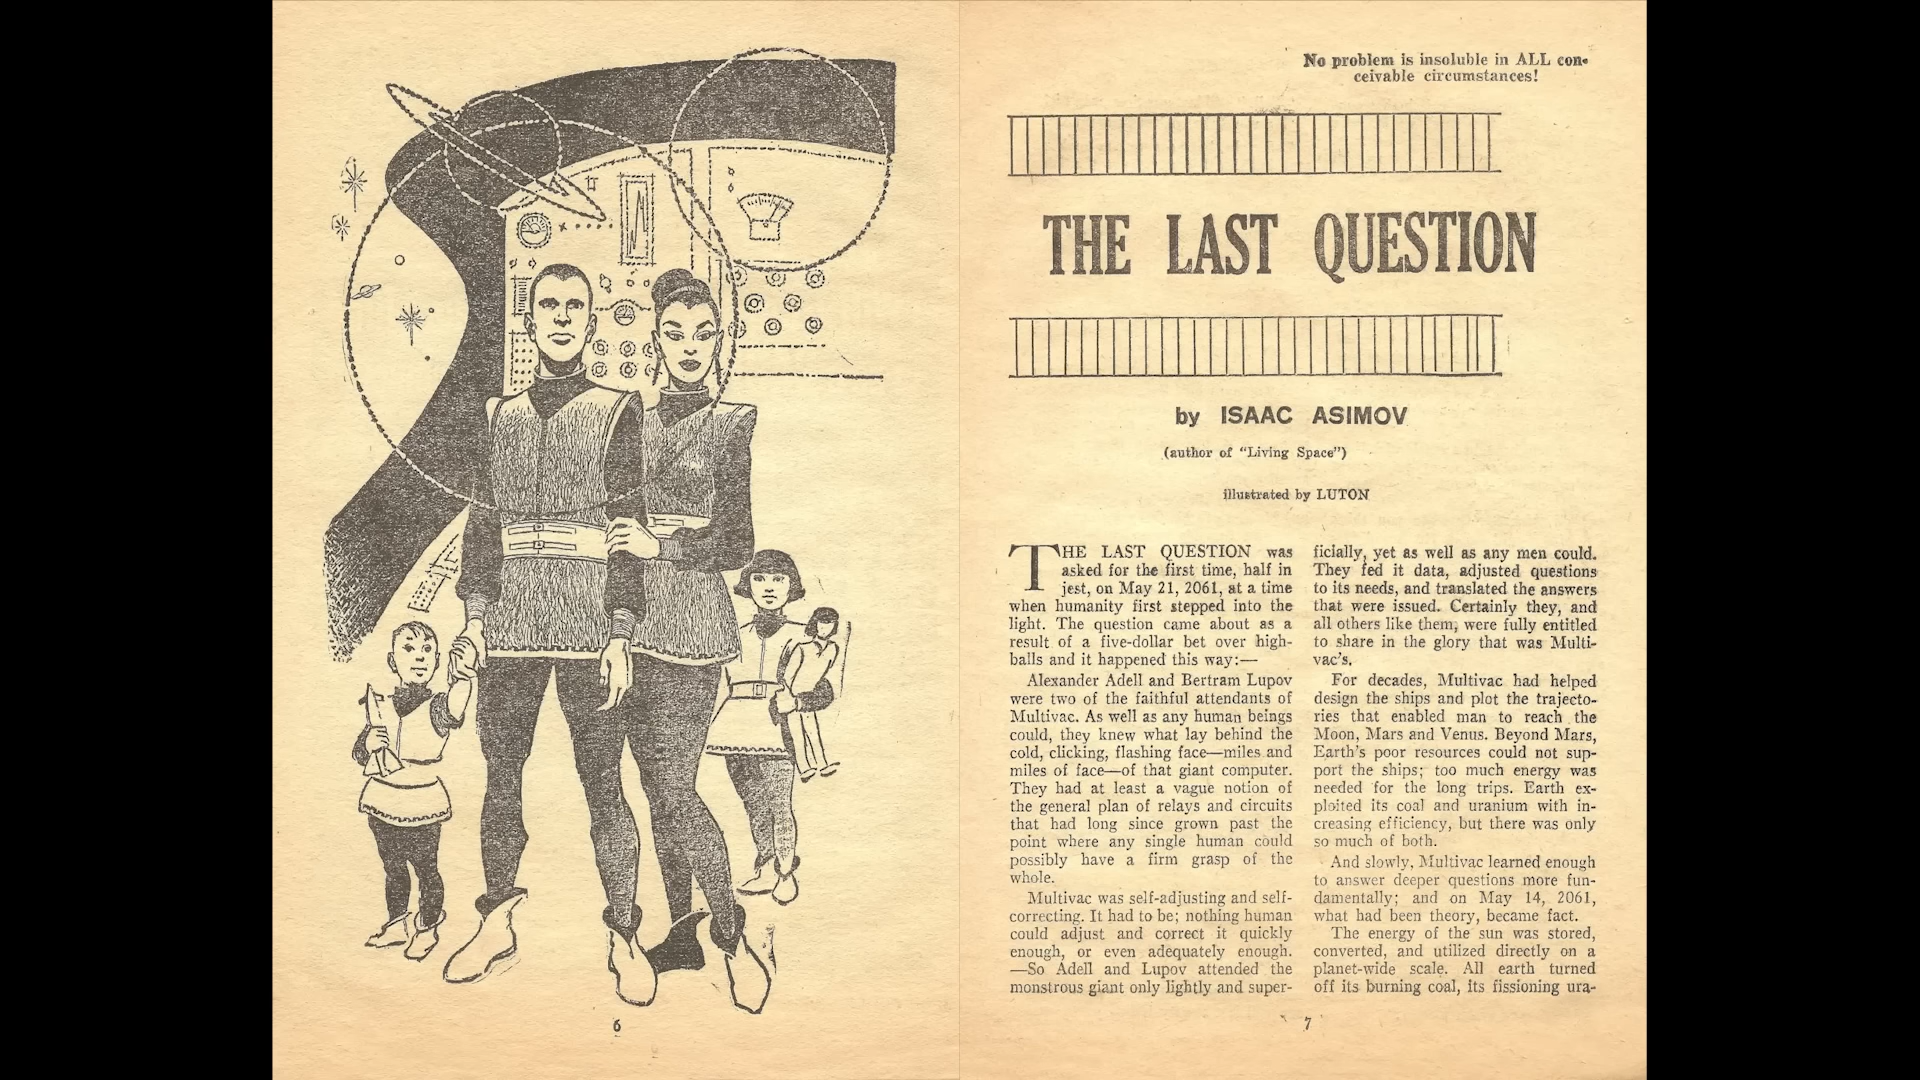 No problem is insoluble in ALL con-
ceivable circumstances!
THE LAST QUESTION
by ISAAC ASIMOV
(author of "Living Space")
illustrated by LUTON
THE LAST QUESTION was
asked for the first time, half in
jest, on May 21, 2061, at a time
when humanity first stepped into the
light. The question came about as a
result of a five-dollar bet over high-
balls and it happened this way:—
Alexander Adell and Bertram Lupov
were two of the faithful attendants of
Multivac. As well as any human beings
could, they knew what lay behind the
cold, clicking, flashing face—miles and
miles of face—of that giant computer.
They had at least a vague notion of
the general plan of relays and circuits
that had long since grown past the
point where any single human could
possibly have a firm grasp of the
whole.
Multivac was self-adjusting and self-
correcting. It had to be; nothing human
could adjust and correct it quickly
enough, or even adequately enough.
—So Adell and Lupov attended the
monstrous giant only lightly and super-
ficially, yet as well as any men could.
They fed it data, adjusted questions
to its needs, and translated the answers
that were issued. Certainly they, and
all others like them, were fully entitled
to share in the glory that was Multi-
vac's.
For decades, Multivac had helped
design the ships and plot the trajecto-
ries that enabled man to reach the
Moon, Mars and Venus. Beyond Mars,
Earth's poor resources could not sup-
port the ships; too much energy was
needed for the long trips. Earth ex-
ploited its coal and uranium with in-
creasing efficiency, but there was only
so much of both.
And slowly, Multivac learned enough
to answer deeper questions more fun-
damentally; and on May 14, 2061,
what had been theory, became fact.
The energy of the sun was stored,
converted, and utilized directly on a
planet-wide scale. All earth turned
off its burning coal, its fissioning ura-
6
7